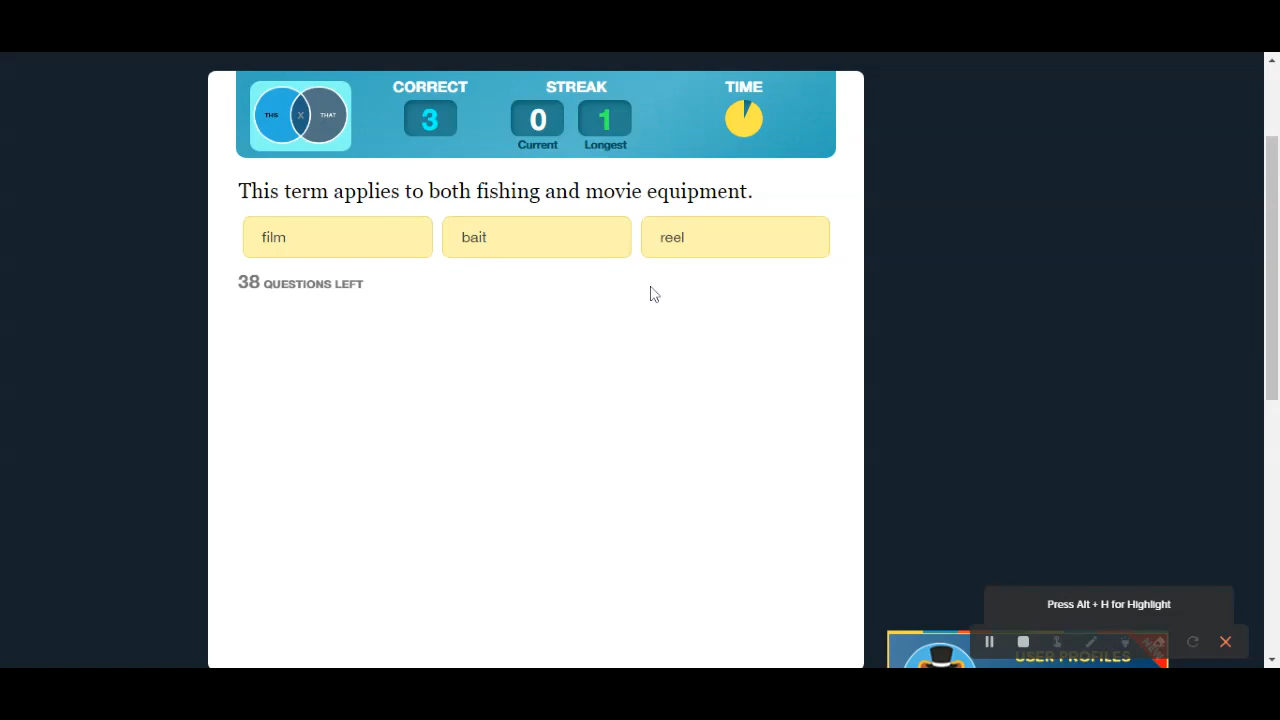 CORRECT STREAK TIME
THIS X THAT
3 0 1
Current Longest
This term applies to both fishing and movie equipment.
film bait reel
38 QUESTIONS LEFT
Press Alt + H for Highlight
USER PROFILES